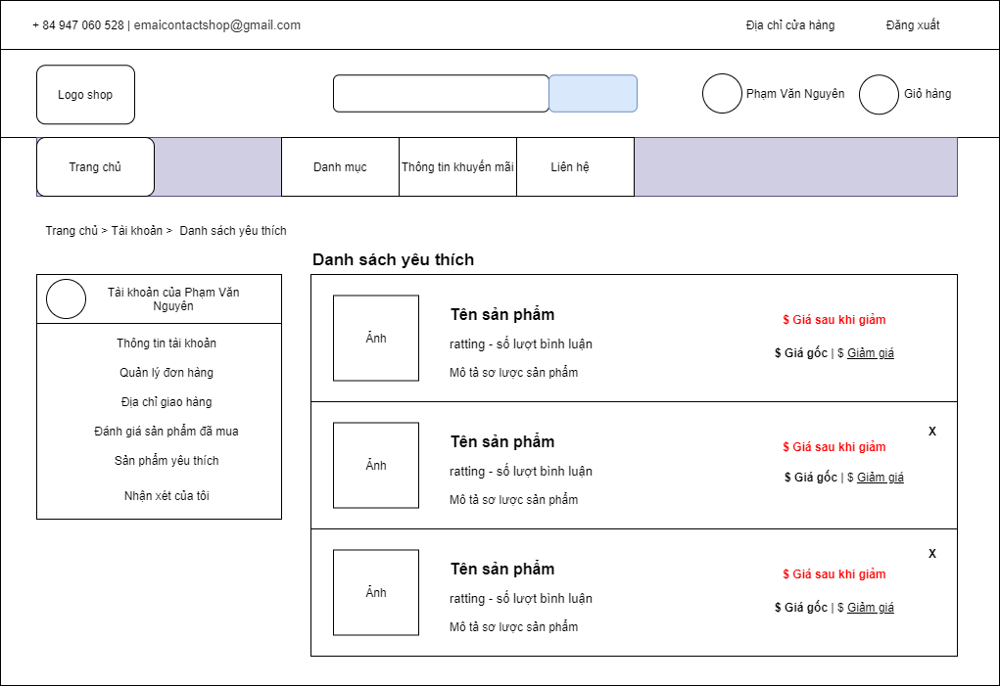 + 84 947 060 528 | emaicontactshop@gmail.com
Địa chỉ cửa hàng
Đăng xuất
Logo shop
Phạm Văn Nguyên
Giỏ hàng
Trang chủ
Danh mục
Thông tin khuyến mãi
Liên hệ
Trang chủ > Tài khoản > Danh sách yêu thích
Danh sách yêu thích
Tài khoản của Phạm Văn
Nguyên
Thông tin tài khoản
Quản lý đơn hàng
Địa chỉ giao hàng
Đánh giá sản phẩm đã mua
Sản phẩm yêu thích
Nhận xét của tôi
Ảnh
Tên sản phẩm
ratting - số lượt bình luận
Mô tả sơ lược sản phẩm
$ Giá sau khi giảm
$ Giá gốc | $ Giảm giá
Ảnh
Tên sản phẩm
ratting - số lượt bình luận
Mô tả sơ lược sản phẩm
X
$ Giá sau khi giảm
$ Giá gốc | $ Giảm giá
Ảnh
Tên sản phẩm
ratting - số lượt bình luận
Mô tả sơ lược sản phẩm
X
$ Giá sau khi giảm
$ Giá gốc | $ Giảm giá